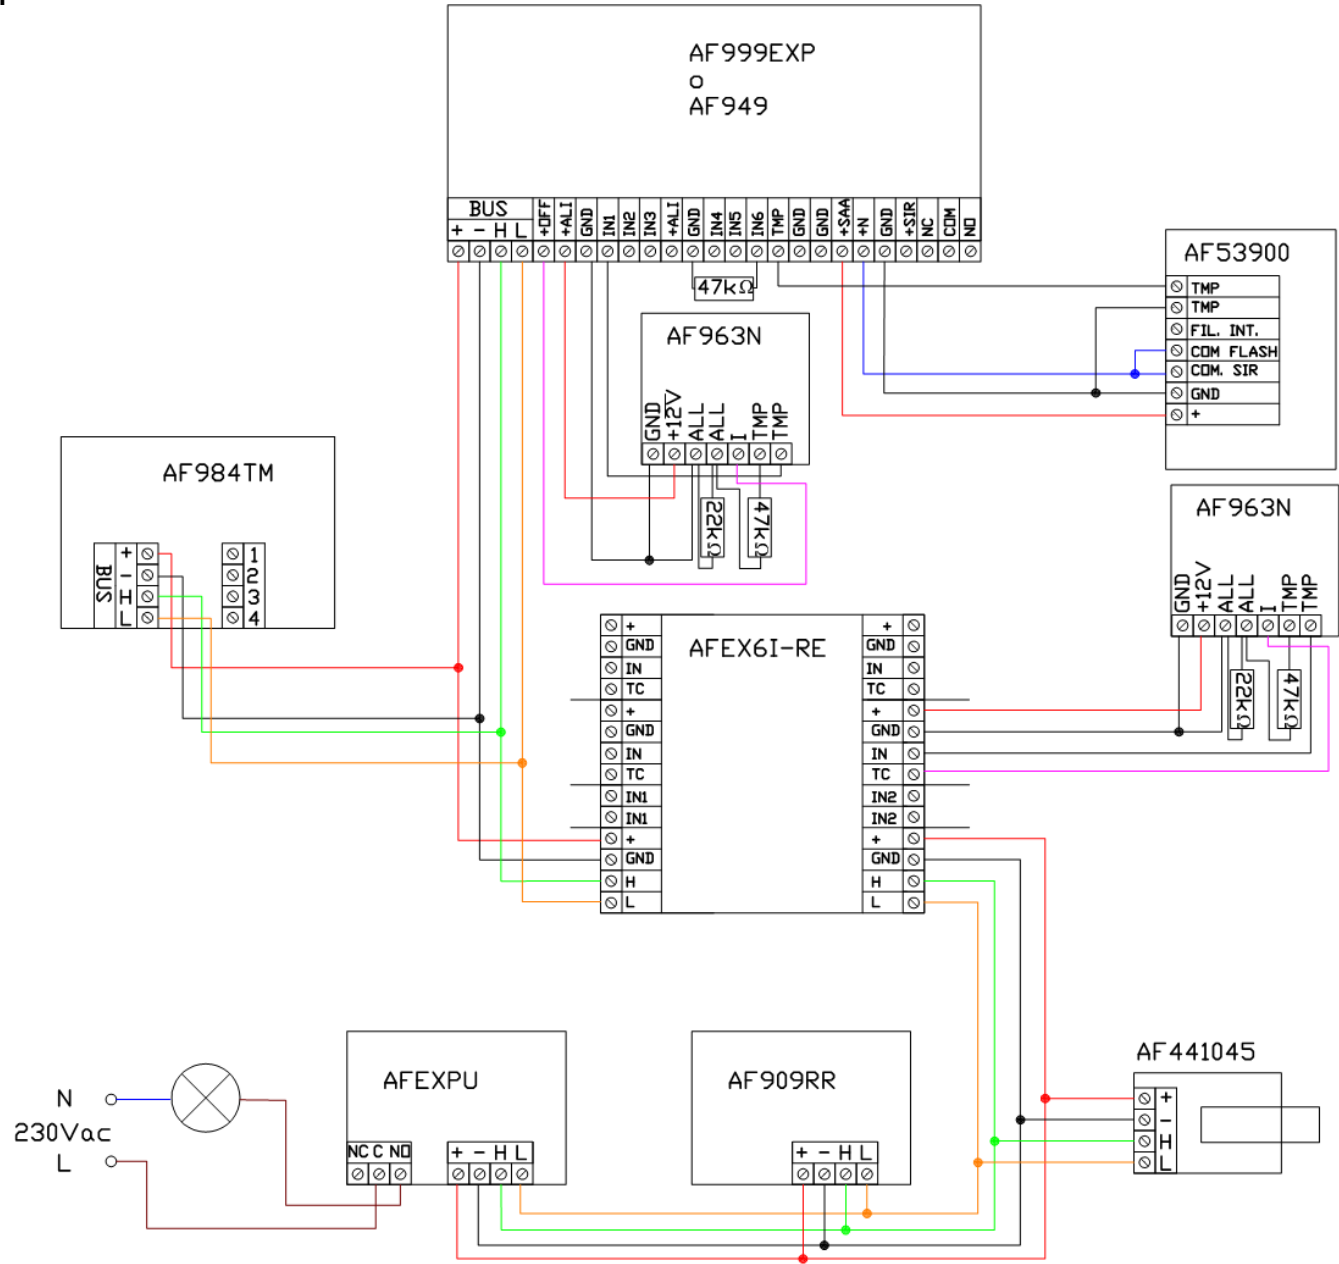 AF999EXP
o
AF949
BUS
+ - H L +OFF +ALI GND IN1 IN2 IN3 +ALI GND IN4 IN5 IN6 TMP GND GND +SAA +N GND +SIR NC COM NO
47kΩ
AF53900
TMP
TMP
FIL. INT.
COM FLASH
COM. SIR
GND
+
AF963N
GND +12V ALL ALL I TMP TMP
22kΩ 47kΩ
AF984TM
BUS
+
-
H
L
1
2
3
4
AF963N
GND +12V ALL ALL I TMP TMP
22kΩ 47kΩ
AFEX6I-RE
+
GND
IN
TC
+
GND
IN
TC
IN1
IN1
+
GND
H
L
+
GND
IN
TC
+
GND
IN
TC
IN2
IN2
+
GND
H
L
N
230Vac
L
AFEXPU
NC C NO
+ - H L
AF909RR
+ - H L
AF441045
+
-
H
L